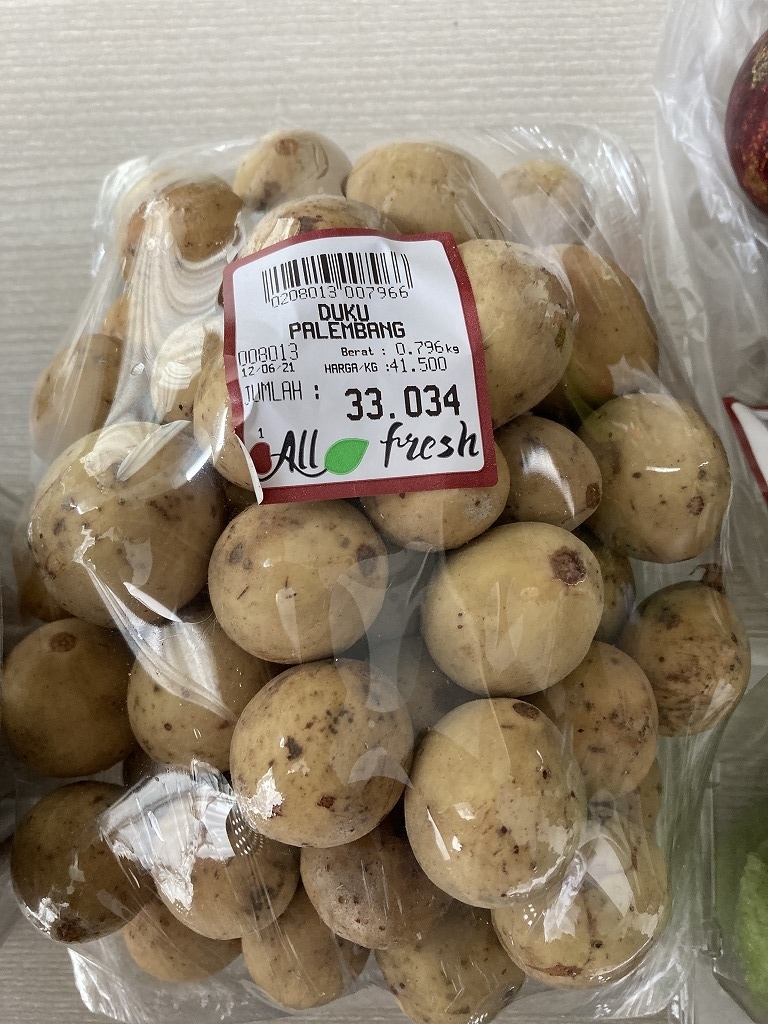 0208013 007966
DUKU
PALEMBANG
008013
Berat : 0.796kg
12/06/21
HARGA/KG :41.500
JUMLAH : 33.034
1
All fresh